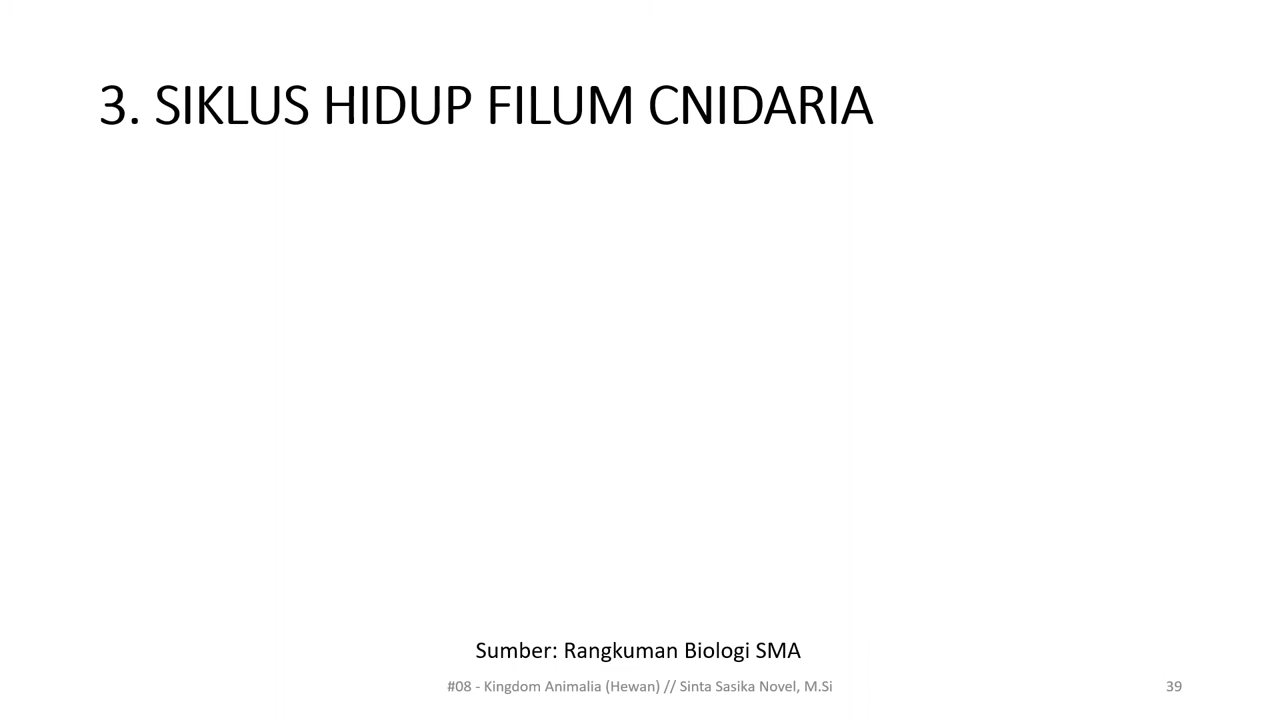 3. SIKLUS HIDUP FILUM CNIDARIA
Sumber: Rangkuman Biologi SMA
#08 - Kingdom Animalia (Hewan) // Sinta Sasika Novel, M.Si
39